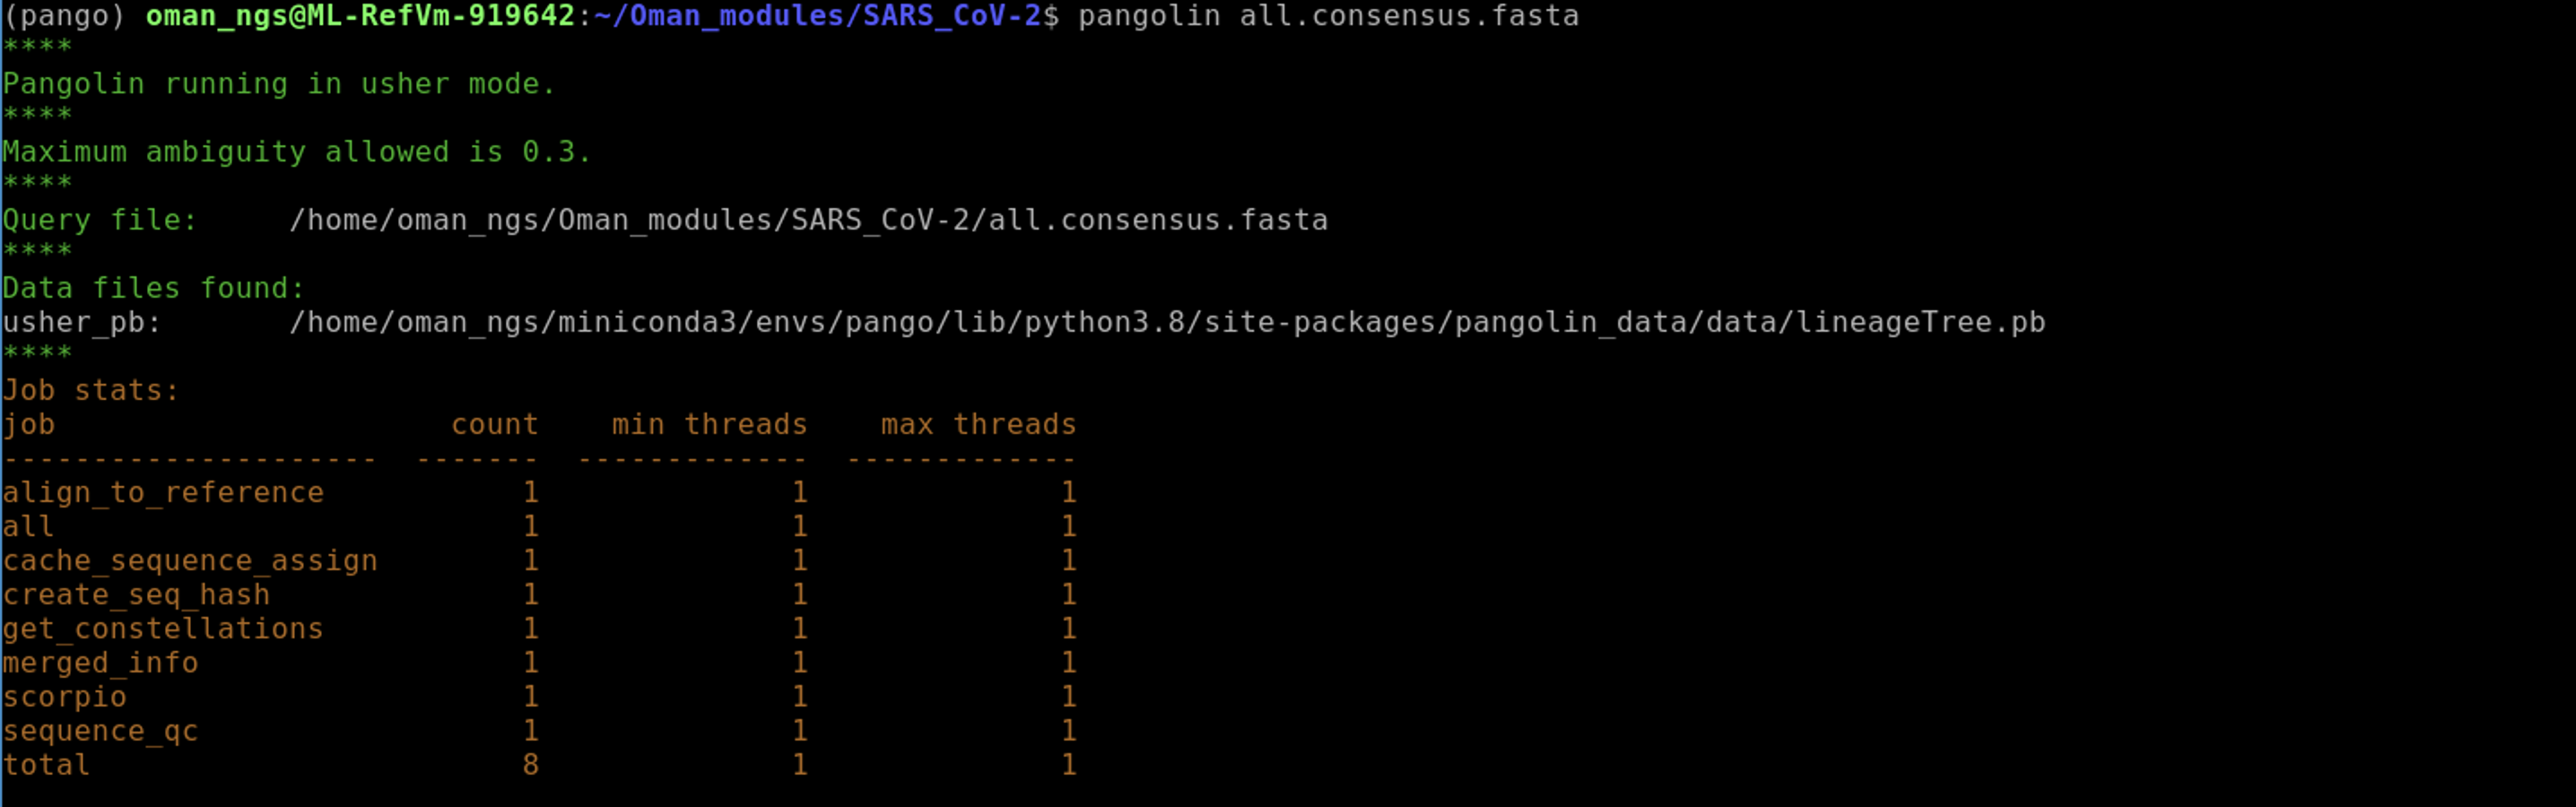 (pango) oman_ngs@ML-RefVm-919642:~/Oman_modules/SARS_CoV-2$ pangolin all.consensus.fasta
****
Pangolin running in usher mode.
****
Maximum ambiguity allowed is 0.3.
****
Query file:     /home/oman_ngs/Oman_modules/SARS_CoV-2/all.consensus.fasta
****
Data files found:
usher_pb:       /home/oman_ngs/miniconda3/envs/pango/lib/python3.8/site-packages/pangolin_data/data/lineageTree.pb
****
Job stats:
job                      count    min threads    max threads
---------------------  -------  -------------  -------------
align_to_reference           1              1              1
all                          1              1              1
cache_sequence_assign        1              1              1
create_seq_hash              1              1              1
get_constellations           1              1              1
merged_info                  1              1              1
scorpio                      1              1              1
sequence_qc                  1              1              1
total                        8              1              1